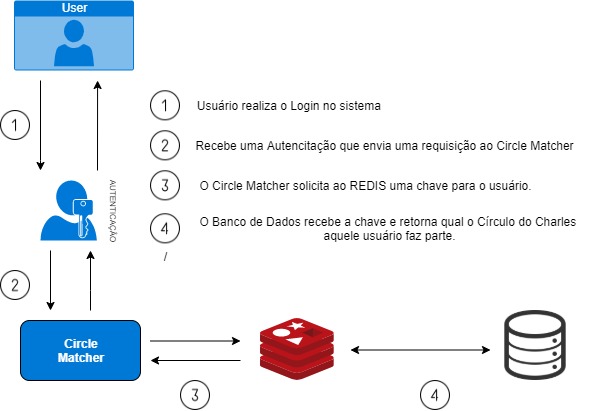 User
1
1
Usuário realiza o Login no sistema
2
Recebe uma Autencitação que envia uma requisição ao Circle Matcher
3
O Circle Matcher solicita ao REDIS uma chave para o usuário.
4
O Banco de Dados recebe a chave e retorna qual o Círculo do Charles
aquele usuário faz parte.
/
AUTENTICAÇÃO
2
Circle
Matcher
3
4